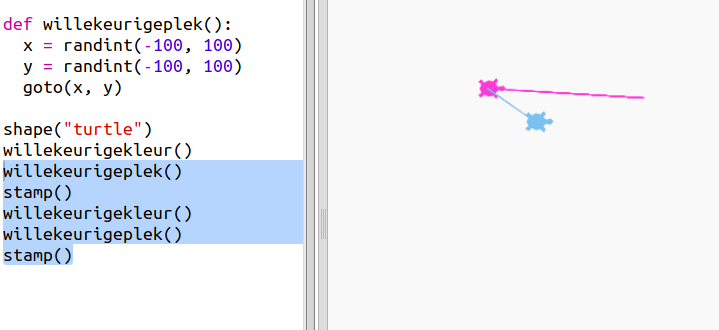 def willekeurigeplek():
  x = randint(-100, 100)
  y = randint(-100, 100)
  goto(x, y)

shape("turtle")
willekeurigekleur()
willekeurigeplek()
stamp()
willekeurigekleur()
willekeurigeplek()
stamp()